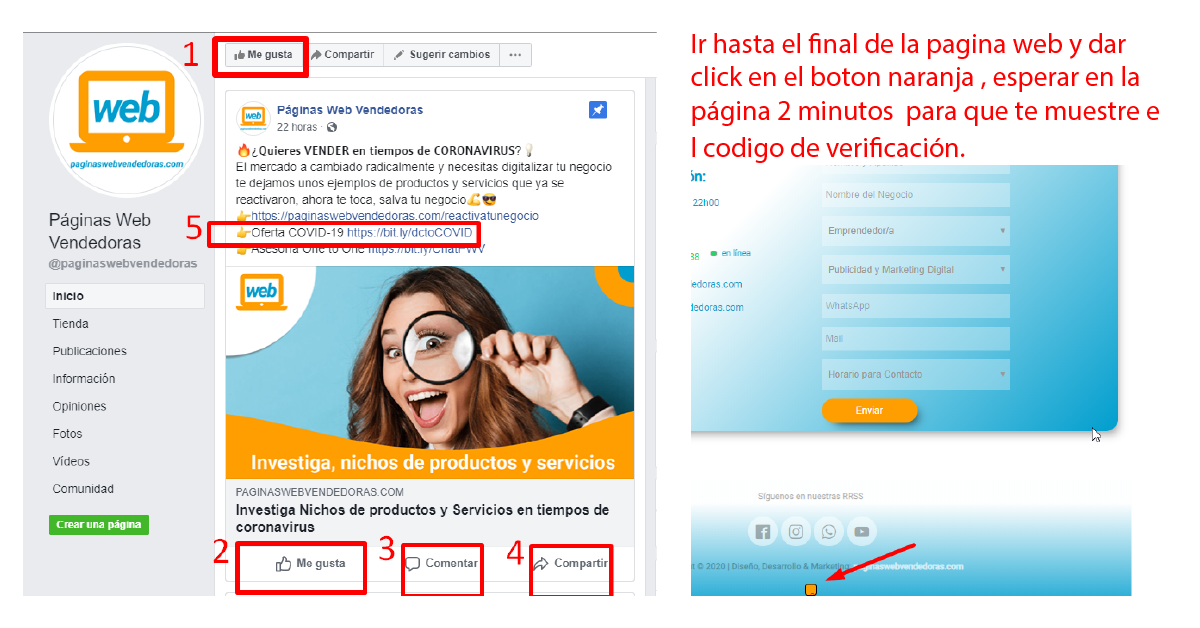 1
Me gusta
Compartir
Sugerir cambios
web
paginaswebvendedoras.com
Páginas Web
Vendedoras
@paginaswebvendedoras
Inicio
Tienda
Publicaciones
Información
Opiniones
Fotos
Vídeos
Comunidad
Crear una página
web
Páginas Web Vendedoras
22 horas ·
¿Quieres VENDER en tiempos de CORONAVIRUS?
El mercado a cambiado radicalmente y necesitas digitalizar tu negocio
te dejamos unos ejemplos de productos y servicios que ya se
reactivaron, ahora te toca, salva tu negocio
https://paginaswebvendedoras.com/reactivatunegocio
5
Oferta COVID-19 https://bit.ly/dctoCOVID
Asesoría One to One https://bit.ly/ChatPWV
web
Investiga, nichos de productos y servicios
PAGINASWEBVENDEDORAS.COM
Investiga Nichos de productos y Servicios en tiempos de
coronavirus
2
Me gusta
3
Comentar
4
Compartir
Ir hasta el final de la pagina web y dar
click en el boton naranja , esperar en la
página 2 minutos para que te muestre e
l codigo de verificación.
ón:
22h00
88
en línea
dedoras.com
ndedoras.com
Nombre del Negocio
Emprendedor/a
Publicidad y Marketing Digital
WhatsApp
Mail
Horario para Contacto
Enviar
Síguenos en nuestras RRSS
t © 2020 | Diseño, Desarrollo & Marketing: paginaswebvendedoras.com